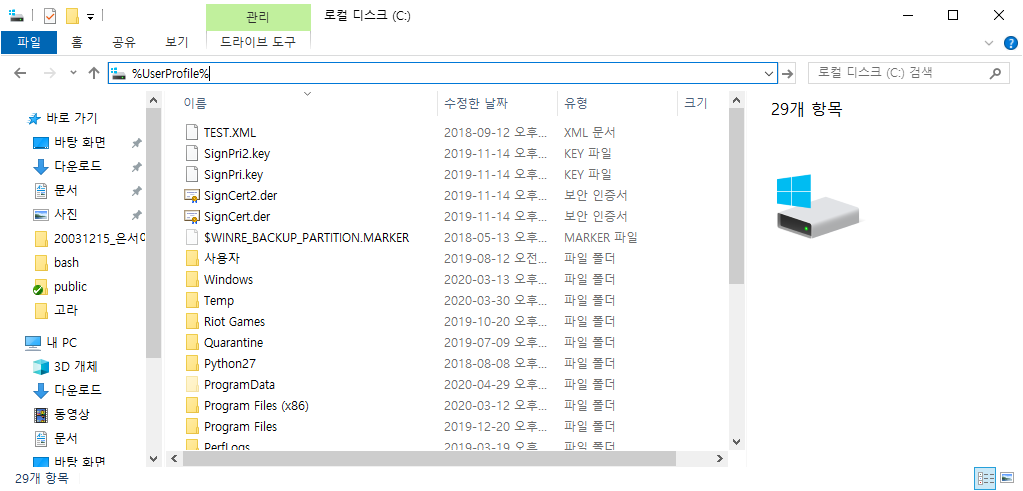 관리
로컬 디스크 (C:)
파일 홈 공유 보기 드라이브 도구
%UserProfile%
로컬 디스크 (C:) 검색
바로 가기
바탕 화면
다운로드
문서
사진
20031215_은서
bash
public
고라
내 PC
3D 개체
다운로드
동영상
문서
바탕 화면
이름 수정한 날짜 유형 크기
TEST.XML 2018-09-12 오후... XML 문서
SignPri2.key 2019-11-14 오후... KEY 파일
SignPri.key 2019-11-14 오후... KEY 파일
SignCert2.der 2019-11-14 오후... 보안 인증서
SignCert.der 2019-11-14 오후... 보안 인증서
$WINRE_BACKUP_PARTITION.MARKER 2018-05-13 오후... MARKER 파일
사용자 2019-08-12 오전... 파일 폴더
Windows 2020-03-13 오후... 파일 폴더
Temp 2020-03-30 오후... 파일 폴더
Riot Games 2019-10-20 오후... 파일 폴더
Quarantine 2019-07-09 오후... 파일 폴더
Python27 2018-08-08 오후... 파일 폴더
ProgramData 2020-04-29 오후... 파일 폴더
Program Files (x86) 2020-03-12 오후... 파일 폴더
Program Files 2019-12-20 오후... 파일 폴더
PerfLogs 2019-03-19 오후... 파일 폴더
29개 항목
29개 항목